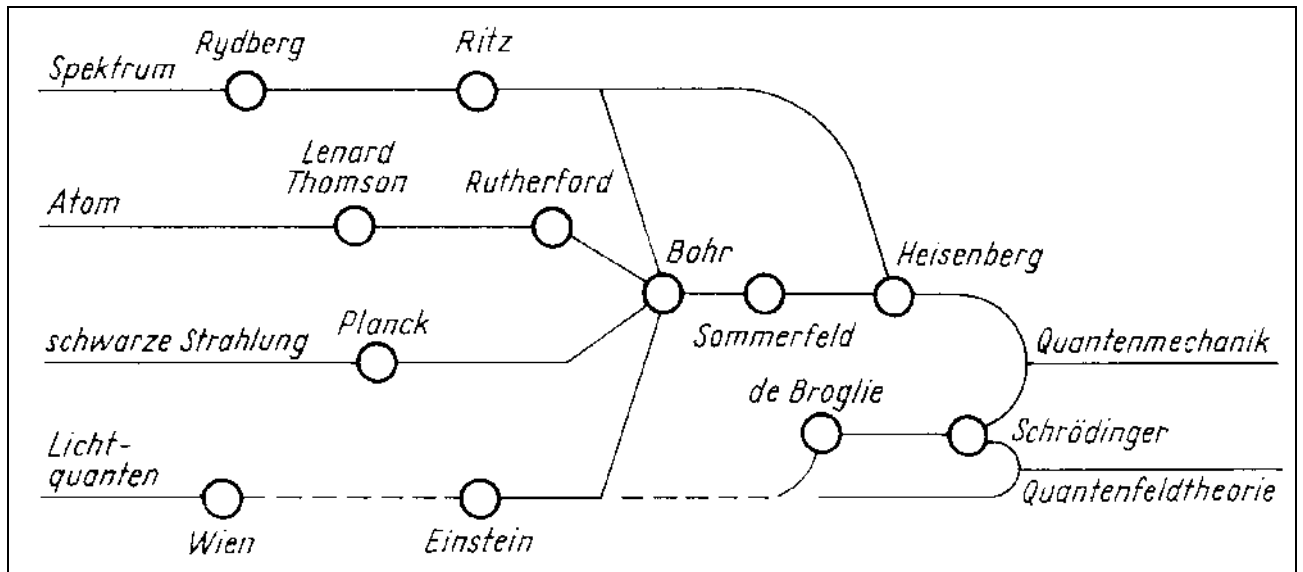 Rydberg
Ritz
Spektrum
Lenard
Thomson
Rutherford
Atom
Bohr
Heisenberg
Planck
schwarze Strahlung
Sommerfeld
Quantenmechanik
de Broglie
Licht-
quanten
Schrödinger
Quantenfeldtheorie
Wien
Einstein